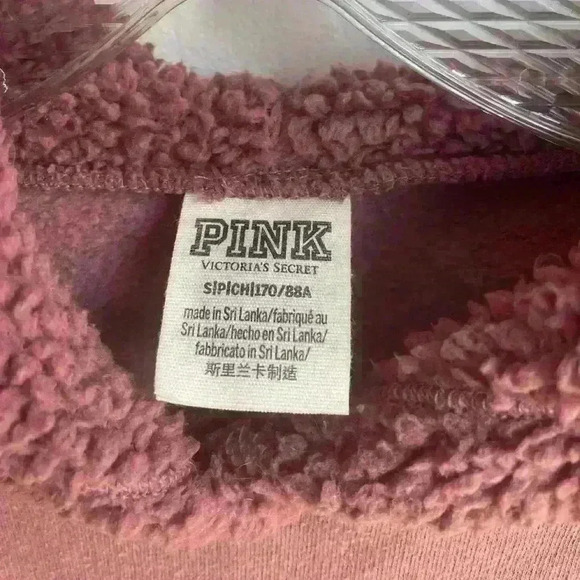 PINK
VICTORIA'S SECRET
S|P|CH|170/88A
made in Sri Lanka/fabriqué au
Sri Lanka/hecho en Sri Lanka/
fabbricato in Sri Lanka/
斯里兰卡制造